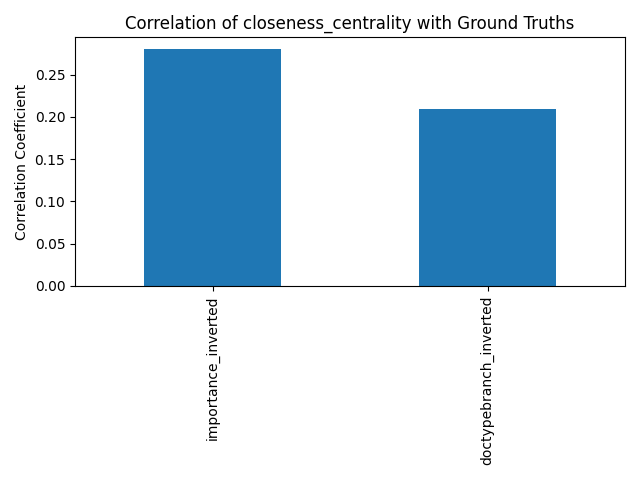 Correlation of closeness_centrality with Ground Truths
Correlation Coefficient
0.25
0.20
0.15
0.10
0.05
0.00
importance_inverted
doctypebranch_inverted